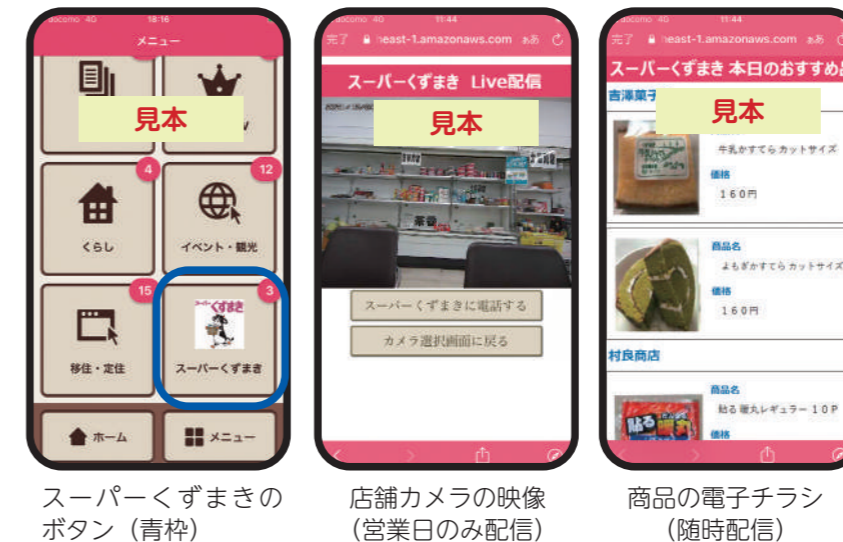 docomo 4G 18:16
メニュー
見本
4
12
くらし
イベント・観光
15
3
スーパーくずまき
移住・定住
スーパーくずまき
ホーム
メニュー
スーパーくずまきの
ボタン（青枠）
docomo 4G 11:44
完了 heast-1.amazonaws.com ああ
スーパーくずまき Live配信
見本
スーパーくずまきに電話する
カメラ選択画面に戻る
店舗カメラの映像
（営業日のみ配信）
docomo 4G 11:44
完了 heast-1.amazonaws.com ああ
スーパーくずまき 本日のおすすめ品
吉澤菓子
見本
牛乳かすてら カットサイズ
価格
160円
商品名
よもぎかすてら カットサイズ
価格
160円
村良商店
商品名
貼る 暖丸レギュラー 10P
貼る 暖丸
価格
商品の電子チラシ
（随時配信）